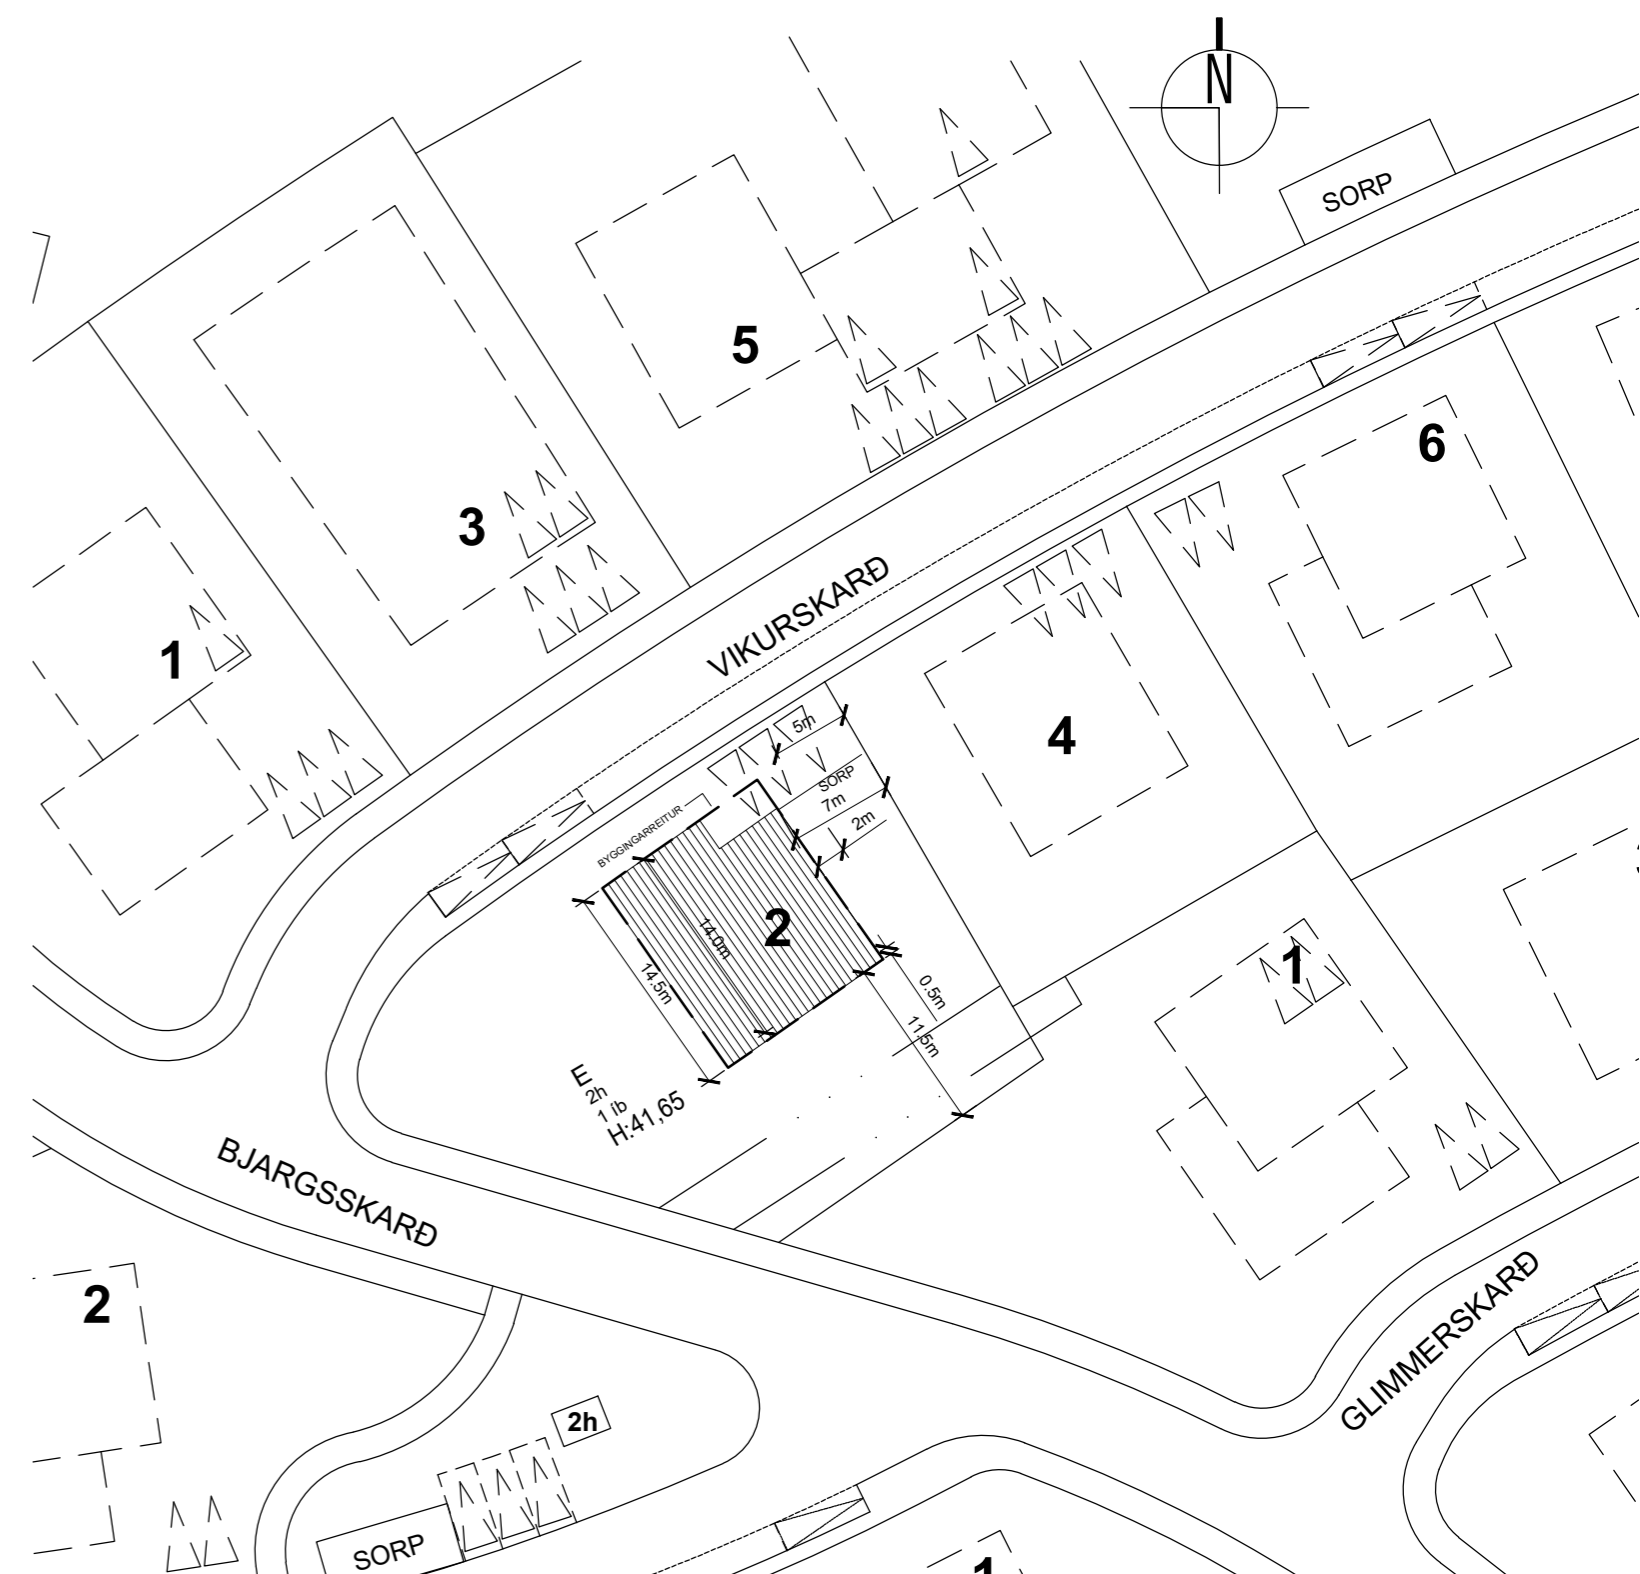 N
SORP
5
6
3
VIKURSKARÐ
1
4
5m
SORP
7m
2m
BYGGINGARREITUR
2
14.0m
14.5m
0.5m
11.5m
1
E
2h
1 íb
H:41,65
BJARGSSKARÐ
2
GLIMMERSKARÐ
2h
SORP
1